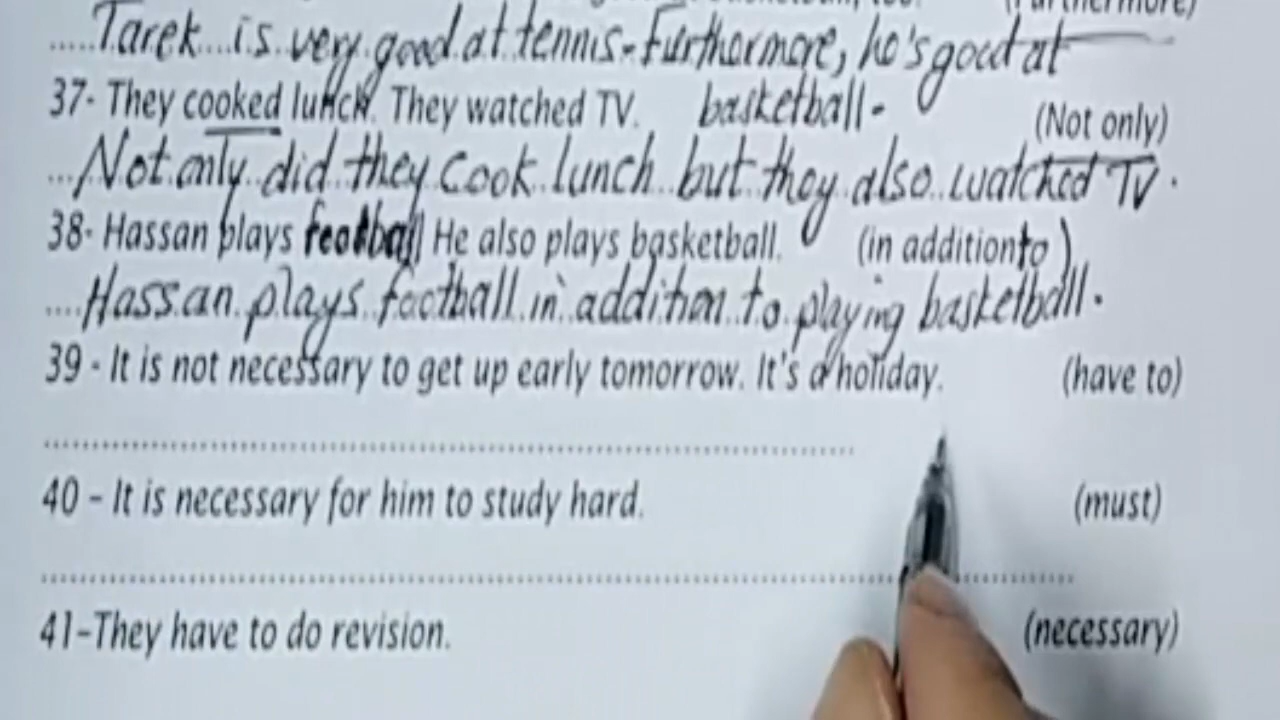 (Furthermore)
Tarek is very good at tennis. Furthermore, he's good at
basketball.
37- They cooked lunch. They watched TV. (Not only)
Not only did they cook lunch but they also watched TV.
38- Hassan plays football He also plays basketball. (in addition to)
Hassan plays football in addition to playing basketball.
39 - It is not necessary to get up early tomorrow. It's a holiday. (have to)
40 – It is necessary for him to study hard. (must)
41–They have to do revision. (necessary)